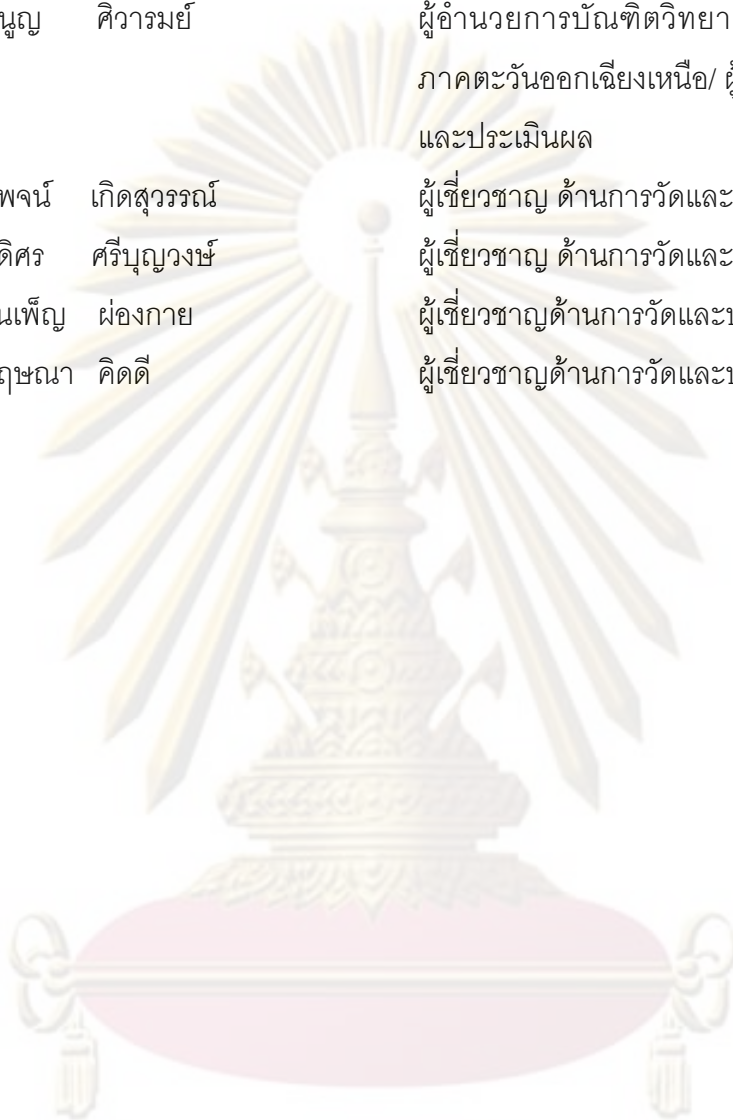 นูญ ศิวารมย์ ผู้อำนวยการบัณฑิตวิทยา
ภาคตะวันออกเฉียงเหนือ/ ผู้
และประเมินผล
พจน์ เกิดสุวรรณ์ ผู้เชี่ยวชาญ ด้านการวัดและ
ดิศร ศรีบุญวงษ์ ผู้เชี่ยวชาญ ด้านการวัดและ
นเพ็ญ ผ่องกาย ผู้เชี่ยวชาญด้านการวัดและ
ฤษณา คิดดี ผู้เชี่ยวชาญด้านการวัดและ